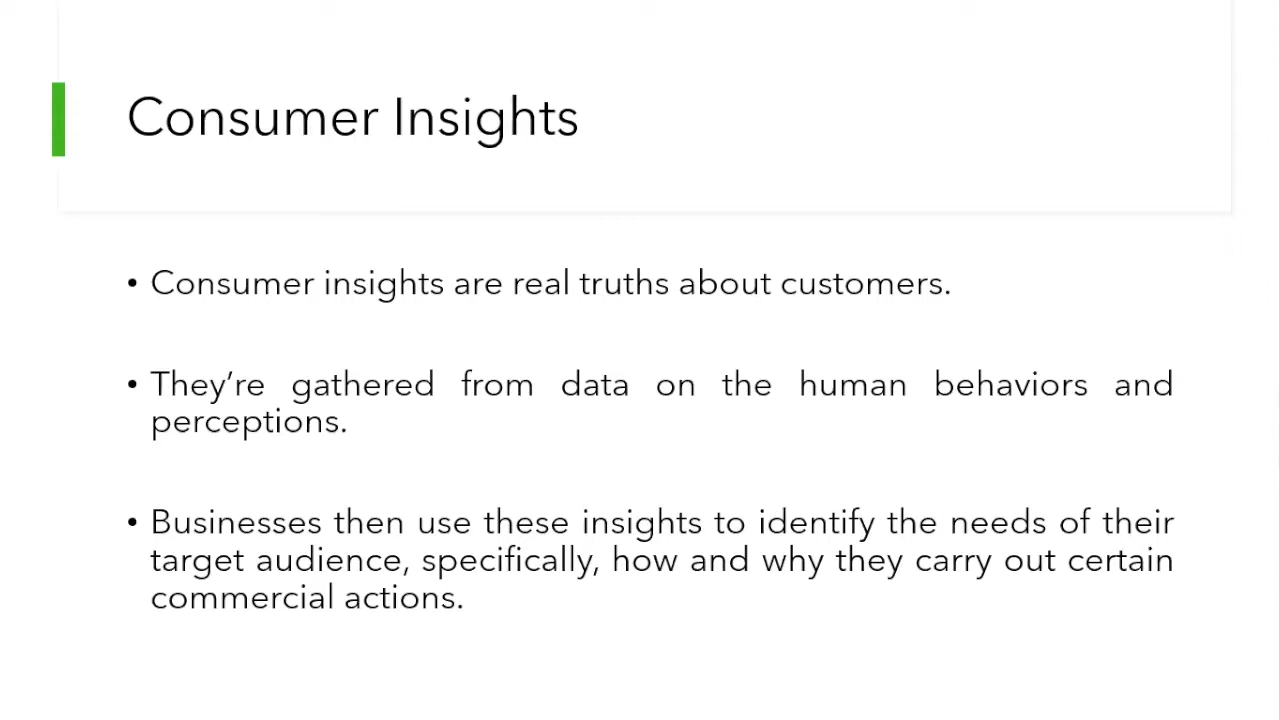 Consumer Insights
• Consumer insights are real truths about customers.
• They’re gathered from data on the human behaviors and
perceptions.
• Businesses then use these insights to identify the needs of their
target audience, specifically, how and why they carry out certain
commercial actions.